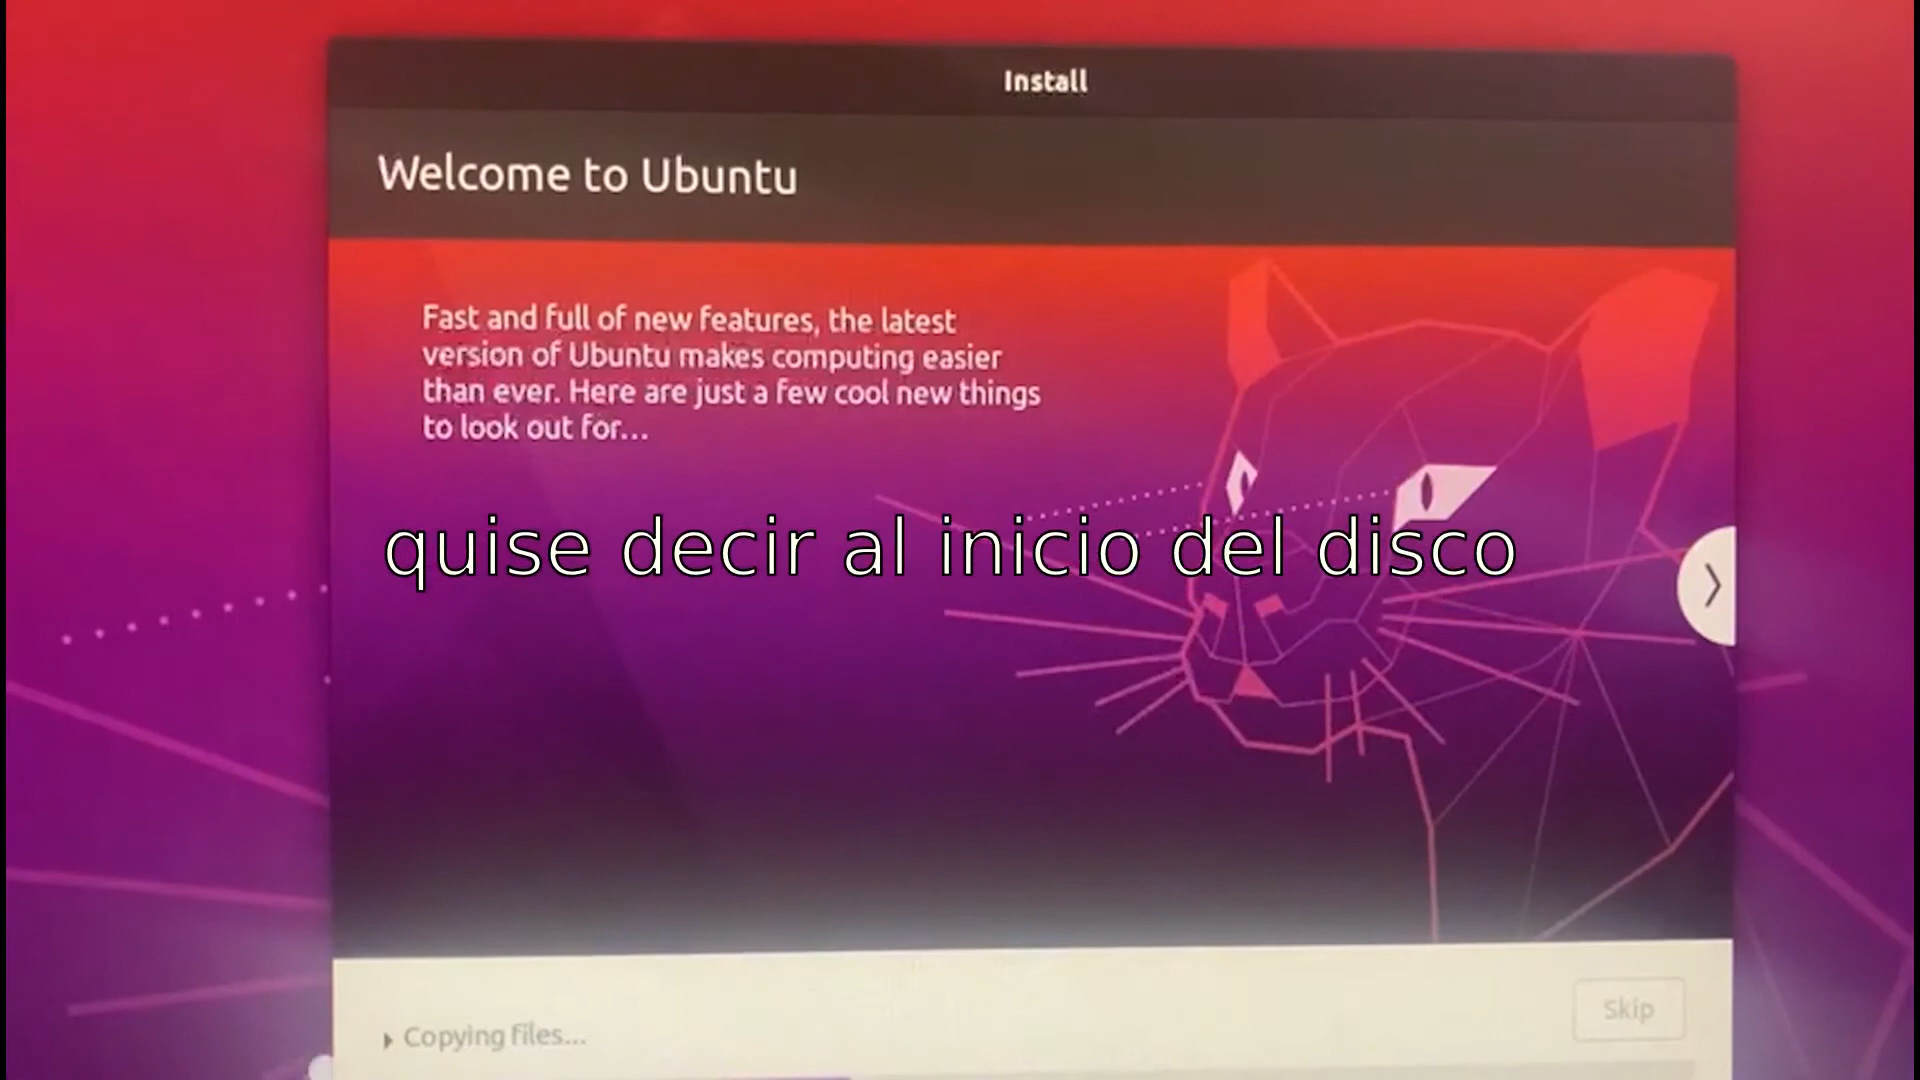 Install
Welcome to Ubuntu
Fast and full of new features, the latest
version of Ubuntu makes computing easier
than ever. Here are just a few cool new things
to look out for...
quise decir al inicio del disco
Copying files...
Skip